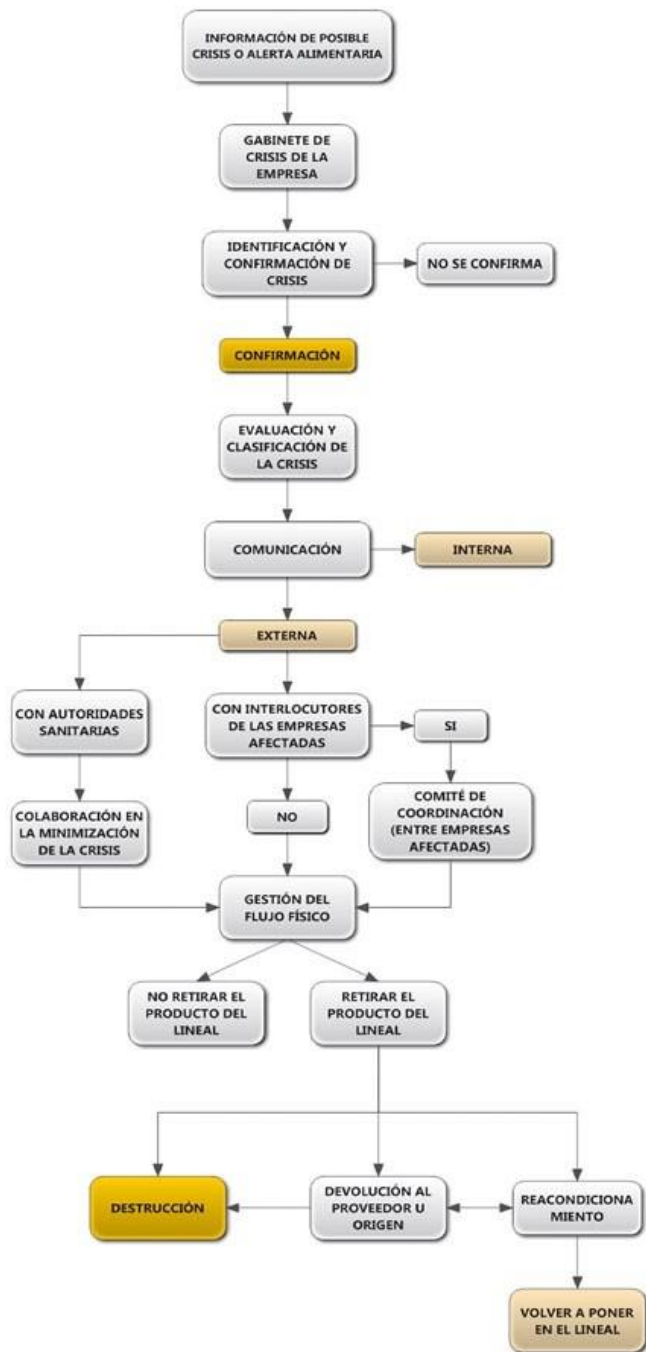 INFORMACIÓN DE POSIBLE
CRISIS O ALERTA ALIMENTARIA
GABINETE DE
CRISIS DE LA
EMPRESA
IDENTIFICACIÓN Y
CONFIRMACIÓN DE
CRISIS
NO SE CONFIRMA
CONFIRMACIÓN
EVALUACIÓN Y
CLASIFICACIÓN DE
LA CRISIS
COMUNICACIÓN
INTERNA
EXTERNA
CON AUTORIDADES
SANITARIAS
CON INTERLOCUTORES
DE LAS EMPRESAS
AFECTADAS
SI
COLABORACIÓN EN
LA MINIMIZACIÓN
DE LA CRISIS
NO
COMITÉ DE
COORDINACIÓN
(ENTRE EMPRESAS
AFECTADAS)
GESTIÓN DEL
FLUJO FÍSICO
NO RETIRAR EL
PRODUCTO DEL
LINEAL
RETIRAR EL
PRODUCTO DEL
LINEAL
DESTRUCCIÓN
DEVOLUCIÓN AL
PROVEEDOR U
ORIGEN
REACONDICIONA
MIENTO
VOLVER A PONER
EN EL LINEAL